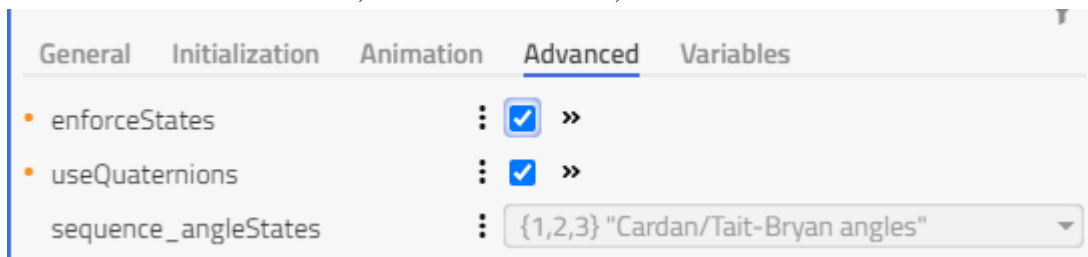 General Initialization Animation Advanced Variables
enforceStates
useQuaternions
sequence_angleStates {1,2,3} "Cardan/Tait-Bryan angles"